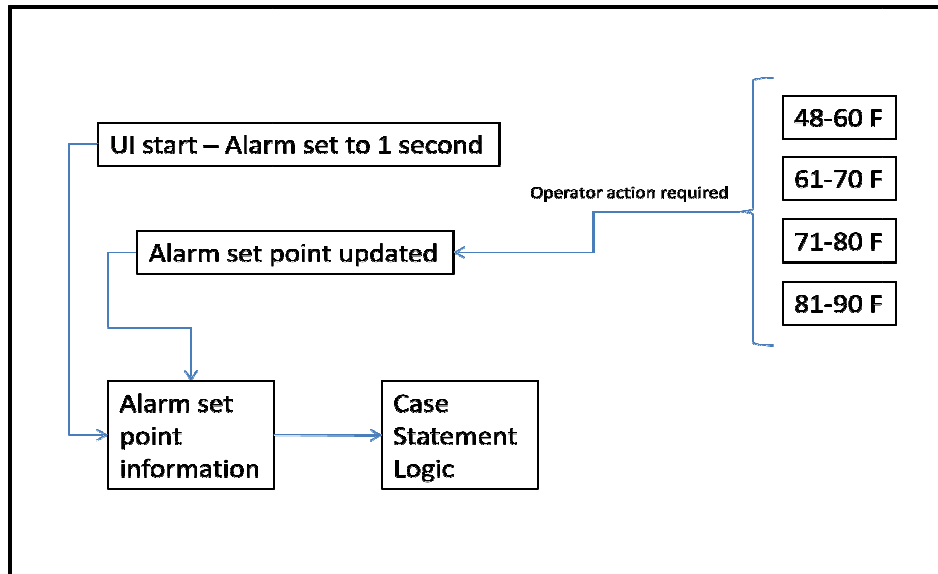 UI start – Alarm set to 1 second
Operator action required
48-60 F
61-70 F
71-80 F
81-90 F
Alarm set point updated
Alarm set
point
information
Case
Statement
Logic